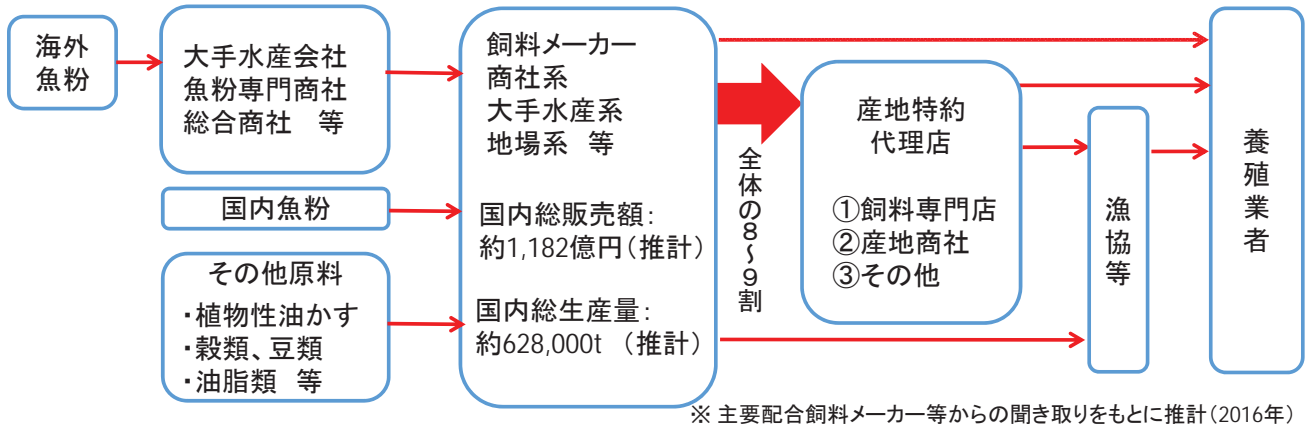 海外
魚粉
大手水産会社
魚粉専門商社
総合商社　等
国内魚粉
その他原料
・植物性油かす
・穀類、豆類
・油脂類　等
飼料メーカー
商社系
大手水産系
地場系　等
国内総販売額：
約1,182億円（推計）
国内総生産量：
約628,000t　（推計）
全体の８～９割
産地特約
代理店
①飼料専門店
②産地商社
③その他
漁協等
養殖業者
※ 主要配合飼料メーカー等からの聞き取りをもとに推計（2016年）